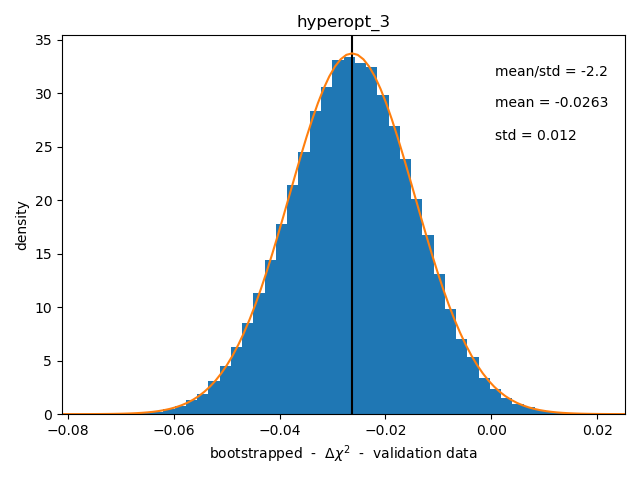 hyperopt_3
35
30
25
20
15
10
5
0
density
mean/std = -2.2
mean = -0.0263
std = 0.012
−0.08 −0.06 −0.04 −0.02 0.00 0.02
bootstrapped - Δχ² - validation data